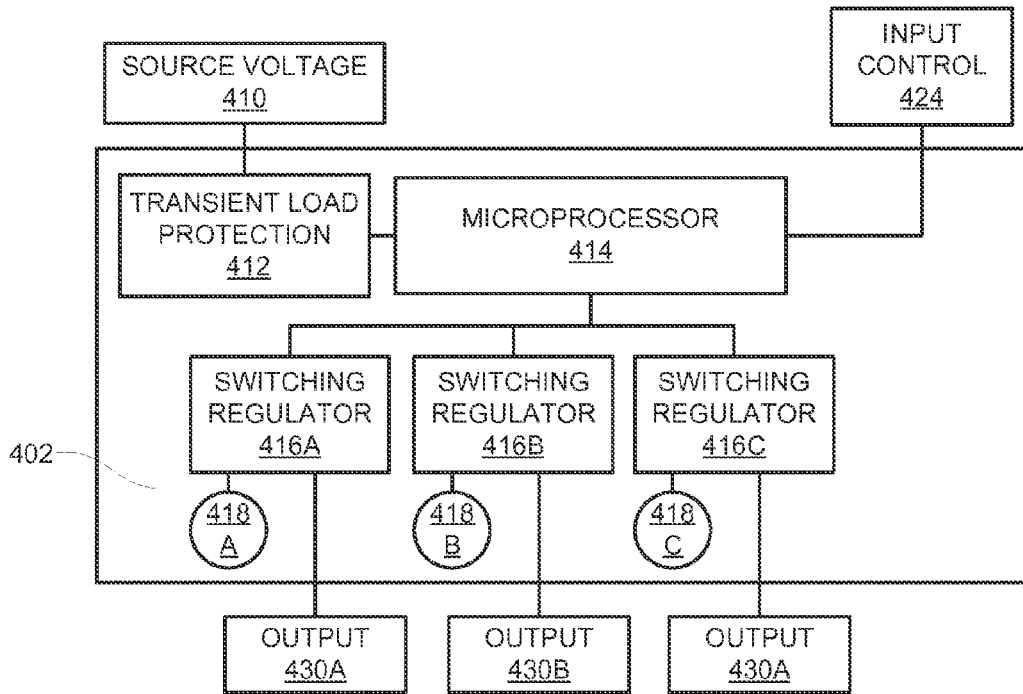 SOURCE VOLTAGE
410
INPUT
CONTROL
424
TRANSIENT LOAD
PROTECTION
412
MICROPROCESSOR
414
SWITCHING
REGULATOR
416A
SWITCHING
REGULATOR
416B
SWITCHING
REGULATOR
416C
402
418
A
418
B
418
C
OUTPUT
430A
OUTPUT
430B
OUTPUT
430A